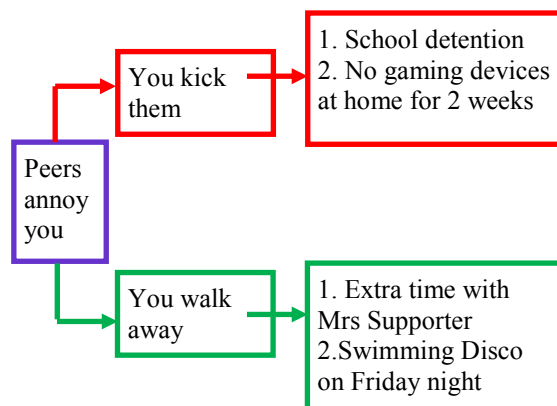 Peers
annoy
you
You kick
them
1. School detention
2. No gaming devices
at home for 2 weeks
You walk
away
1. Extra time with
Mrs Supporter
2.Swimming Disco
on Friday night